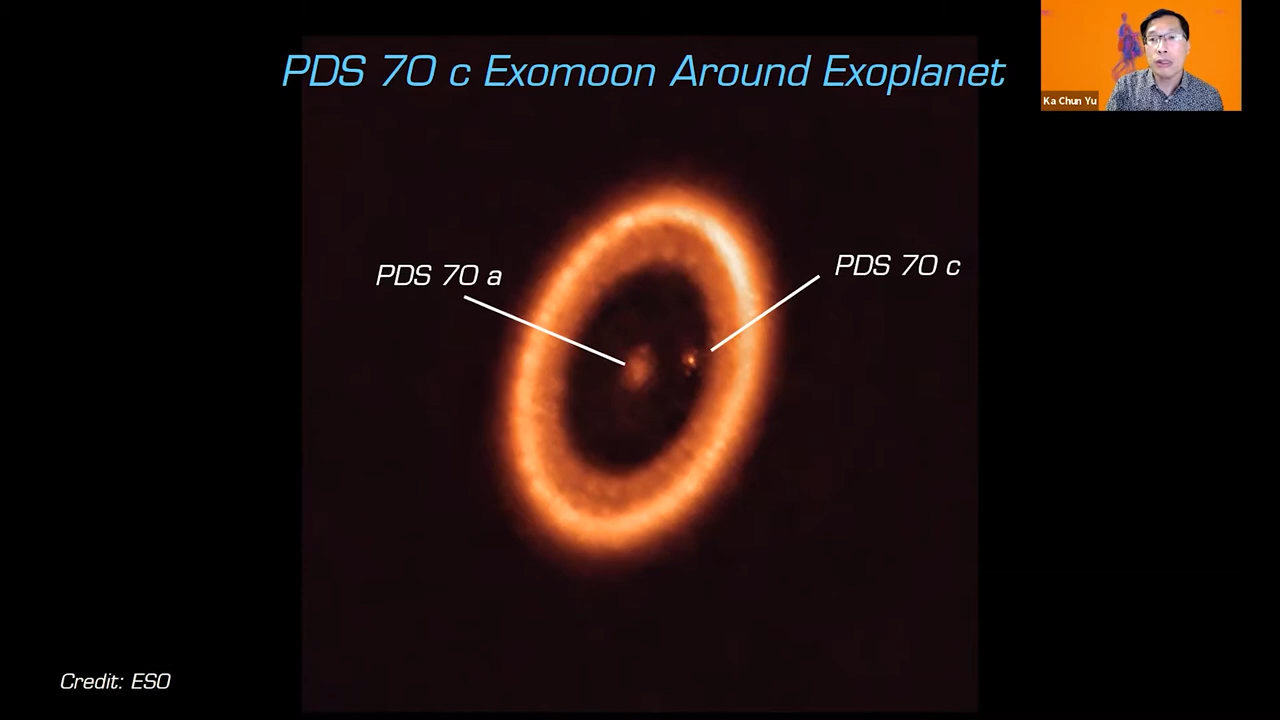 PDS 70 c Exomoon Around Exoplanet
Ka Chun Yu
PDS 70 a
PDS 70 c
Credit: ESO